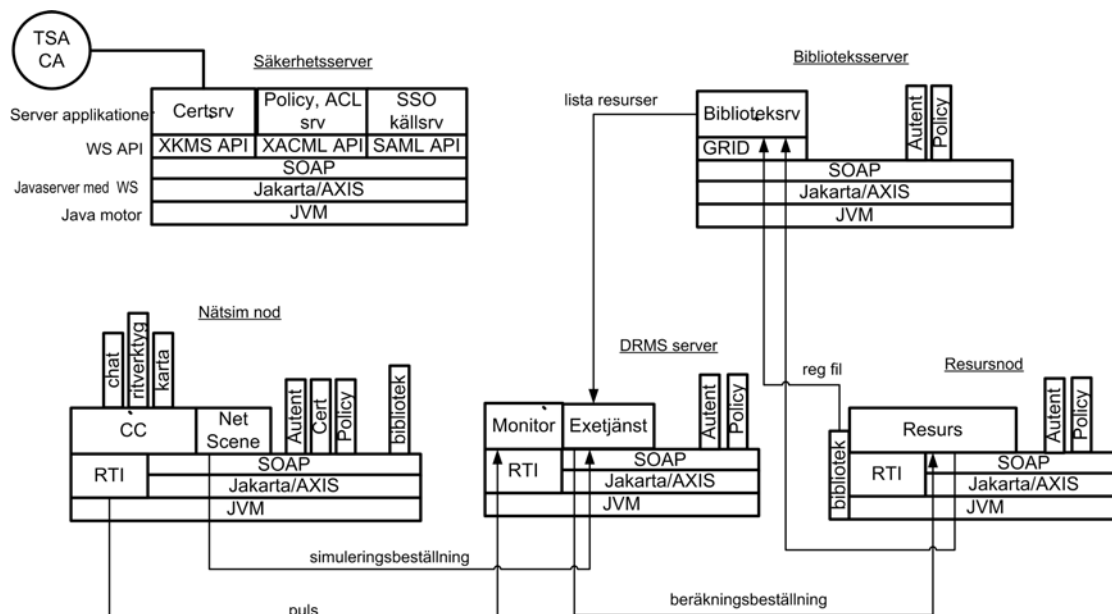 TSA
CA
Säkerhetsserver
Server applikationer
Certsrv
Policy, ACL
srv
SSO
källsrv
WS API
XKMS API
XACML API
SAML API
SOAP
Javaserver med WS
Jakarta/AXIS
Java motor
JVM
Biblioteksserver
lista resurser
Biblioteksrv
Autent
Policy
GRID
SOAP
Jakarta/AXIS
JVM
Nätsim nod
chat
ritverktyg
karta
CC
Net
Scene
Autent
Cert
Policy
bibliotek
RTI
SOAP
Jakarta/AXIS
JVM
DRMS server
Monitor
Exetjänst
Autent
Policy
RTI
SOAP
Jakarta/AXIS
JVM
reg fil
Resursnod
bibliotek
Resurs
Autent
Policy
RTI
SOAP
Jakarta/AXIS
JVM
simuleringsbeställning
puls
beräkningsbeställning